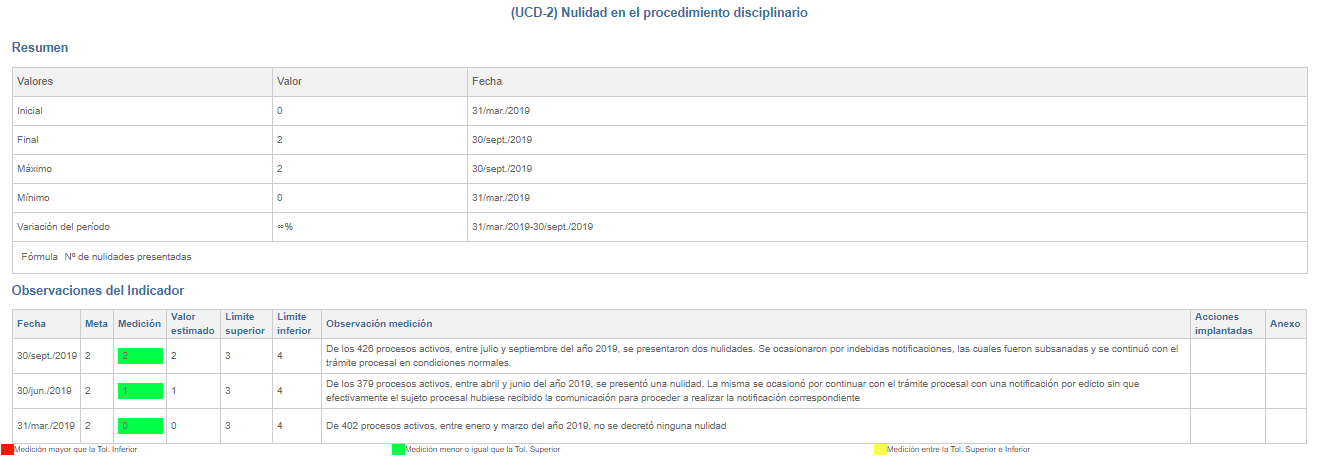 (UCD-2) Nulidad en el procedimiento disciplinario
Resumen
Valores Valor Fecha
Inicial 0 31/mar./2019
Final 2 30/sept./2019
Máximo 2 30/sept./2019
Mínimo 0 31/mar./2019
Variación del período ∞% 31/mar./2019-30/sept./2019
Fórmula Nº de nulidades presentadas
Observaciones del Indicador
Fecha Meta Medición Valor estimado Límite superior Límite inferior Observación medición Acciones implantadas Anexo
30/sept./2019 2 2 2 3 4 De los 426 procesos activos, entre julio y septiembre del año 2019, se presentaron dos nulidades. Se ocasionaron por indebidas notificaciones, las cuales fueron subsanadas y se continuó con el
trámite procesal en condiciones normales.
30/jun./2019 2 1 1 3 4 De los 379 procesos activos, entre abril y junio del año 2019, se presentó una nulidad. La misma se ocasionó por continuar con el trámite procesal con una notificación por edicto sin que
efectivamente el sujeto procesal hubiese recibido la comunicación para proceder a realizar la notificación correspondiente
31/mar./2019 2 0 0 3 4 De 402 procesos activos, entre enero y marzo del año 2019, no se decretó ninguna nulidad
Medición mayor que la Tol. Inferior Medición menor o igual que la Tol. Superior Medición entre la Tol. Superior e Inferior